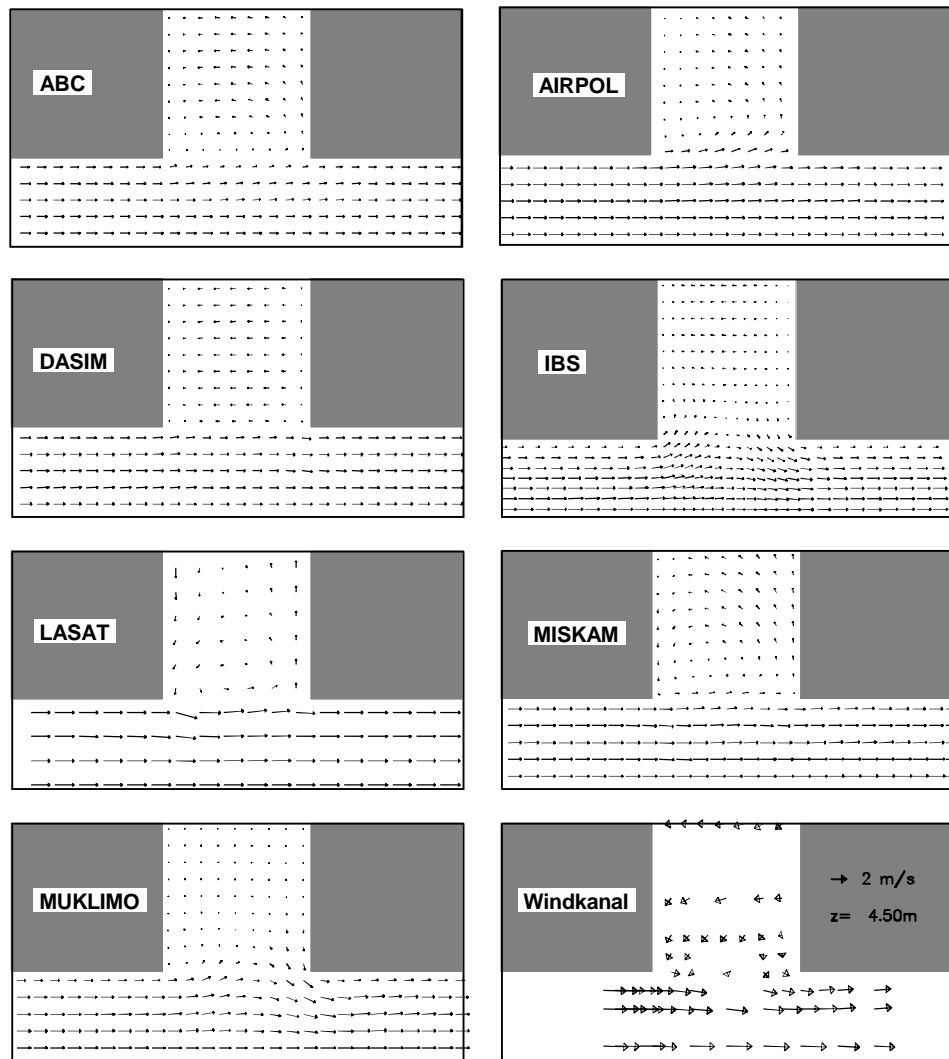 ABC
AIRPOL
DASIM
IBS
LASAT
MISKAM
MUKLIMO
Windkanal
2 m/s
z= 4.50m